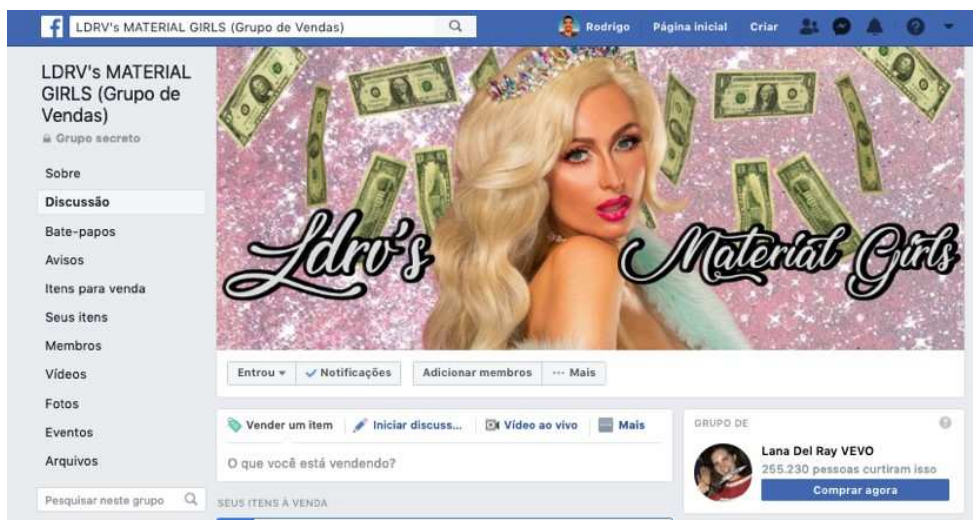 LDRV's MATERIAL GIRLS (Grupo de Vendas)
Rodrigo
Página inicial
Criar
LDRV's MATERIAL
GIRLS (Grupo de
Vendas)
Grupo secreto
Sobre
Discussão
Bate-papos
Avisos
Itens para venda
Seus itens
Membros
Vídeos
Fotos
Eventos
Arquivos
Pesquisar neste grupo
Ldrv's Material Girls
Entrou
Notificações
Adicionar membros
Mais
Vender um item
Iniciar discuss...
Vídeo ao vivo
Mais
O que você está vendendo?
SEUS ITENS À VENDA
GRUPO DE
Lana Del Ray VEVO
255.230 pessoas curtiram isso
Comprar agora